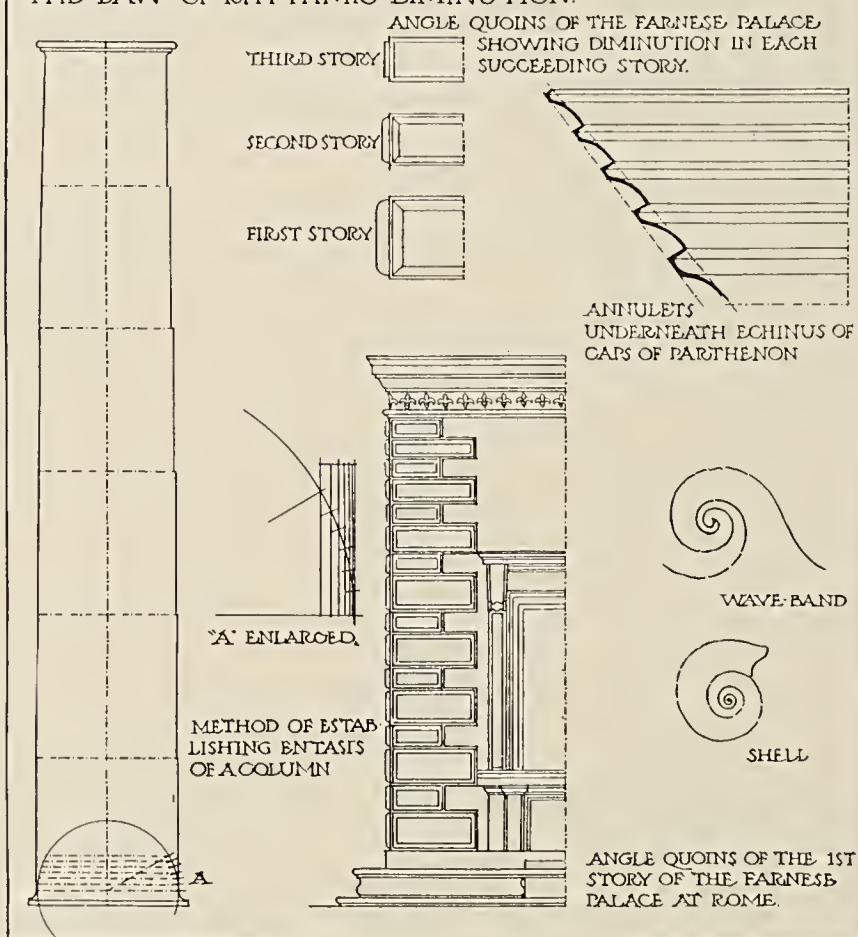 ANGLE QUOINS OF THE FARNESE PALACE,
SHOWING DIMINUTION IN EACH
SUCCEEDING STORY.
THIRD STORY
SECOND STORY
FIRST STORY
ANNULETS
UNDERNEATH ECHINUS OF
CAPS OF PARTHENON
"A" ENLARGED.
WAVE-BAND
SHELL
METHOD OF ESTAB-
LISHING ENTASIS
OF A COLUMN
A
ANGLE QUOINS OF THE 1ST
STORY OF THE FARNESE
PALACE AT ROME.